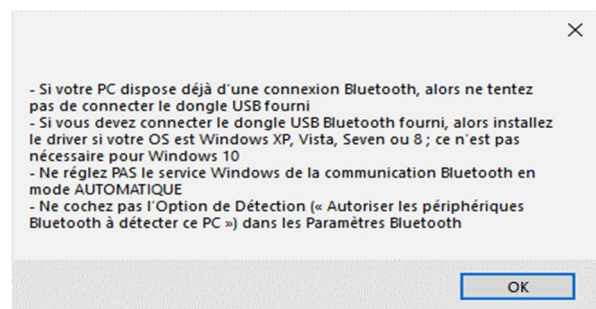 - Si votre PC dispose déjà d'une connexion Bluetooth, alors ne tentez
pas de connecter le dongle USB fourni
- Si vous devez connecter le dongle USB Bluetooth fourni, alors installez
le driver si votre OS est Windows XP, Vista, Seven ou 8 ; ce n'est pas
nécessaire pour Windows 10
- Ne réglez PAS le service Windows de la communication Bluetooth en
mode AUTOMATIQUE
- Ne cochez pas l'Option de Détection (« Autoriser les périphériques
Bluetooth à détecter ce PC ») dans les Paramètres Bluetooth
OK